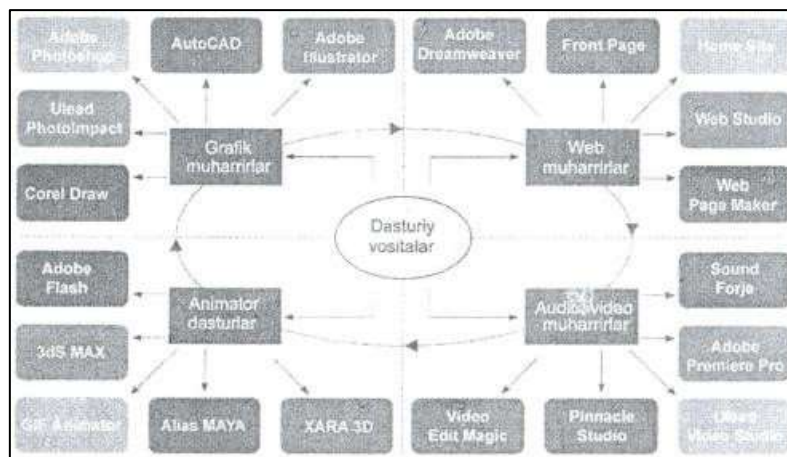 Adobe
Photoshop
AutoCAD
Adobe
Illustrator
Adobe
Dreamweaver
Front Page
Home Site
Ulead
PhotoImpact
Grafik
muharrirlar
Web
muharrirlar
Web Studio
Corel Draw
Web
Page Maker
Dasturiy
vositalar
Adobe
Flash
Animator
dasturlar
Audio-video
muharrirlar
Sound
Forje
3dS MAX
Adobe
Premiere Pro
GIF Animator
Alias MAYA
XARA 3D
Video
Edit Magic
Pinnacle
Studio
Ulead
Video Studio